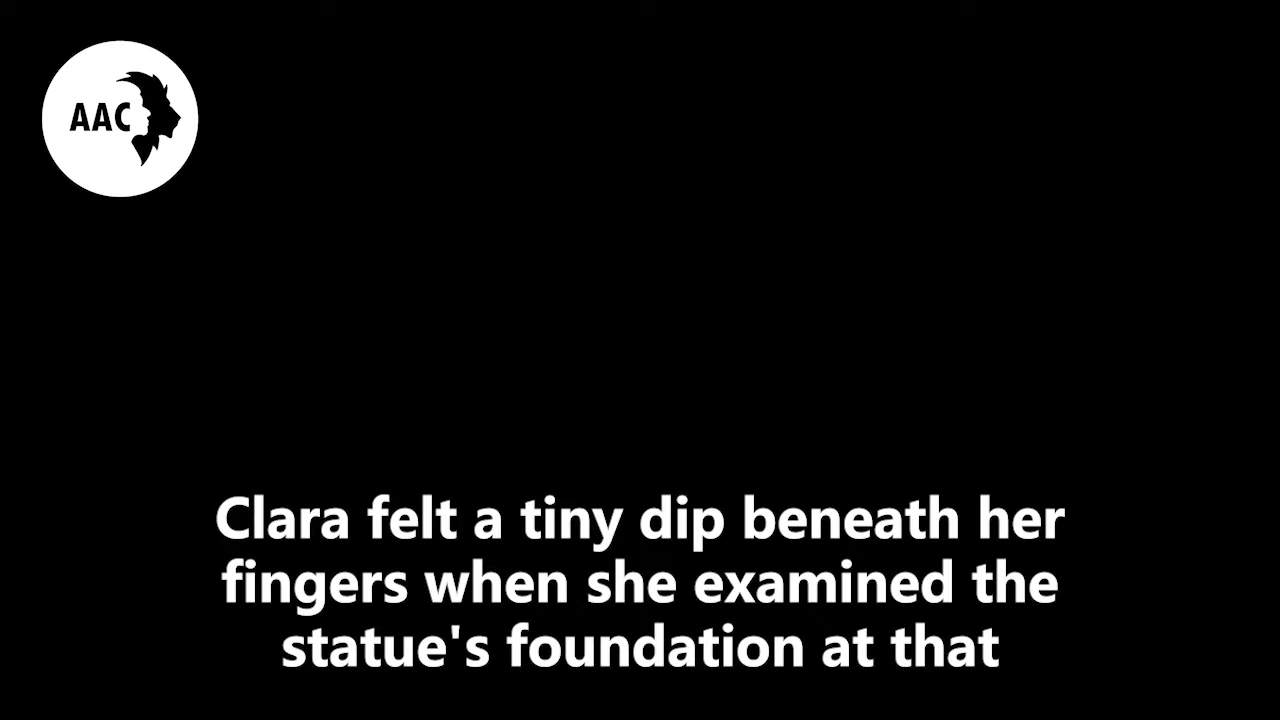 AAC
Clara felt a tiny dip beneath her
fingers when she examined the
statue's foundation at that